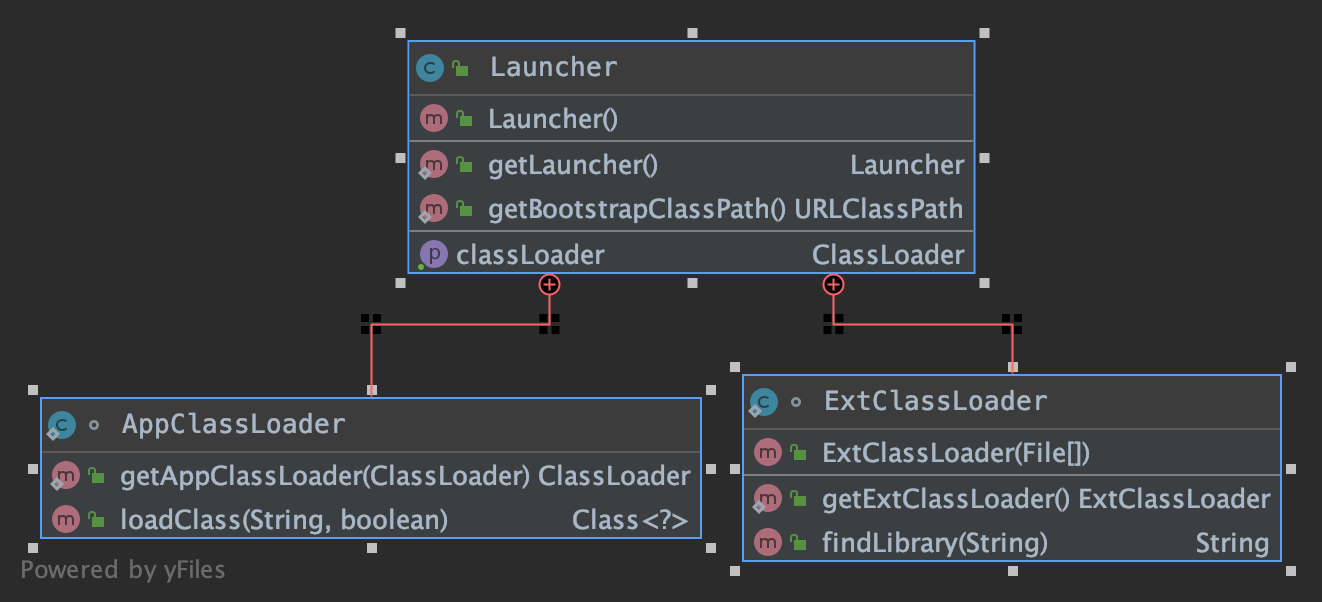 Launcher
Launcher()
getLauncher() Launcher
getBootstrapClassPath() URLClassPath
classLoader ClassLoader
AppClassLoader
getAppClassLoader(ClassLoader) ClassLoader
loadClass(String, boolean) Class<?>
ExtClassLoader
ExtClassLoader(File[])
getExtClassLoader() ExtClassLoader
findLibrary(String) String
Powered by yFiles